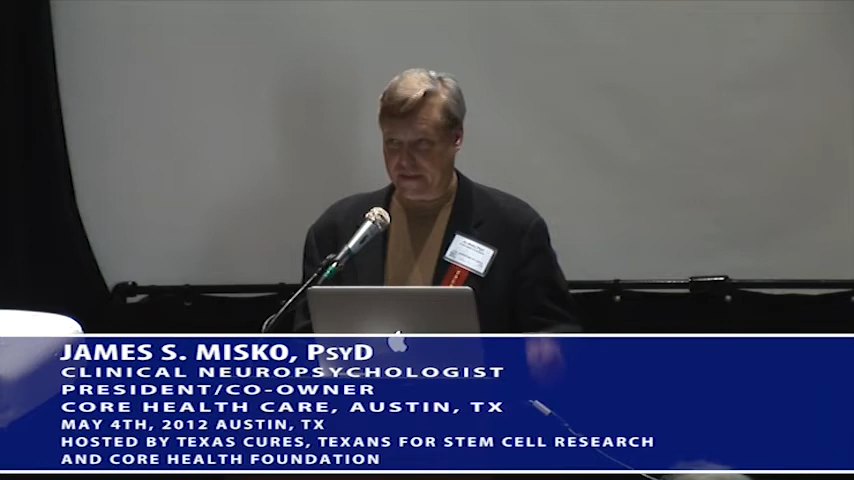 JAMES S. MISKO, PSYD
CLINICAL NEUROPSYCHOLOGIST
PRESIDENT/CO-OWNER
CORE HEALTH CARE, AUSTIN, TX
MAY 4TH, 2012 AUSTIN, TX
HOSTED BY TEXAS CURES, TEXANS FOR STEM CELL RESEARCH
AND CORE HEALTH FOUNDATION